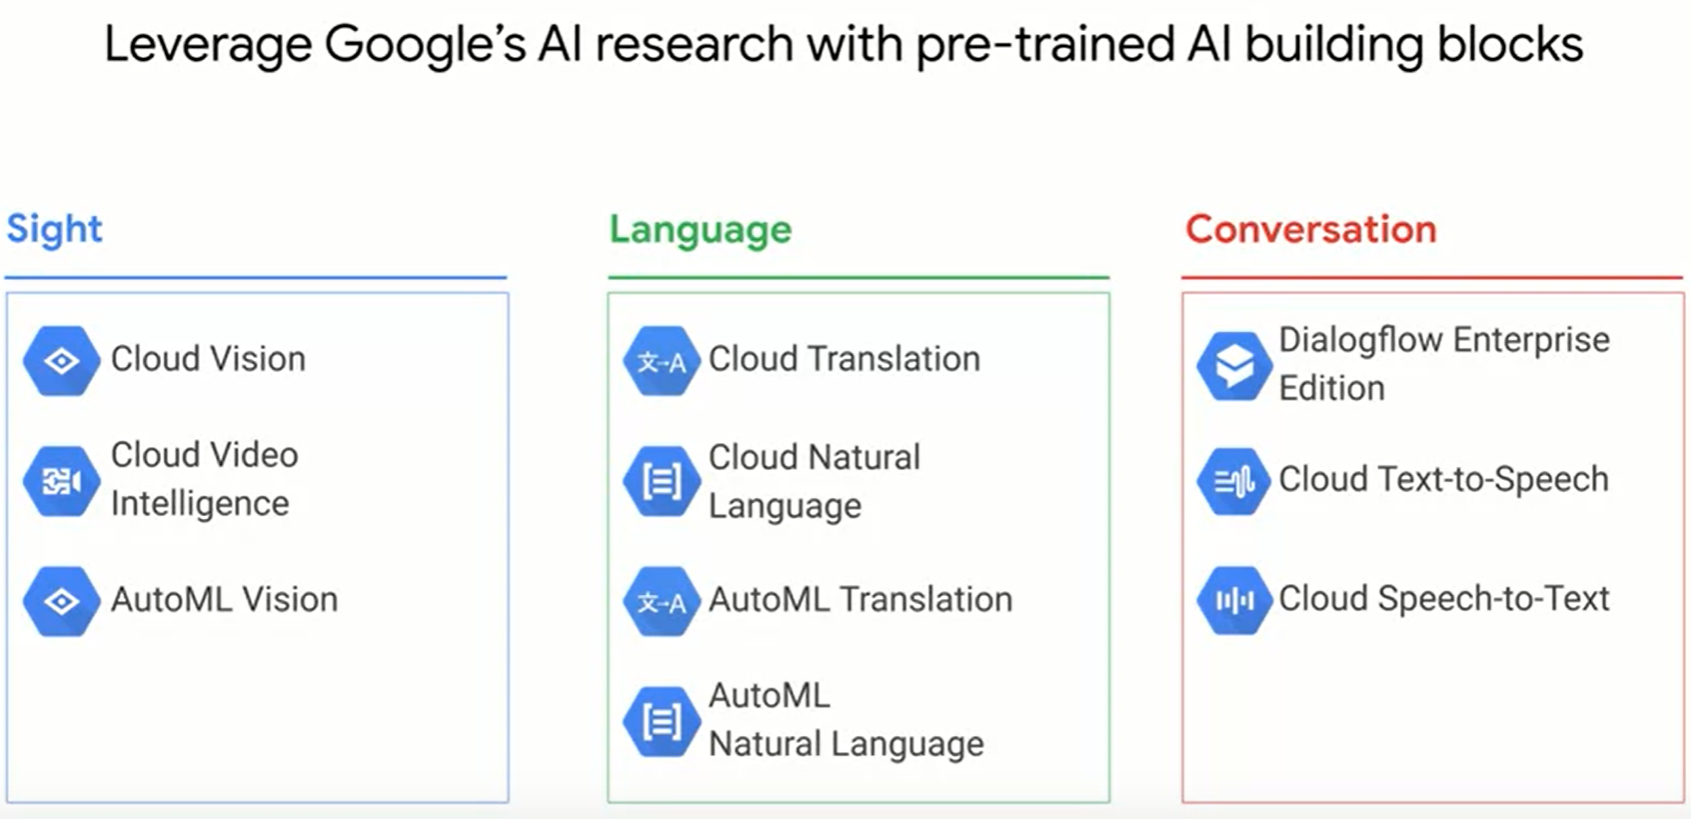 Leverage Google's AI research with pre-trained AI building blocks
Sight
Cloud Vision
Cloud Video
Intelligence
AutoML Vision
Language
文→A
Cloud Translation
Cloud Natural
Language
文→A
AutoML Translation
AutoML
Natural Language
Conversation
Dialogflow Enterprise
Edition
Cloud Text-to-Speech
Cloud Speech-to-Text